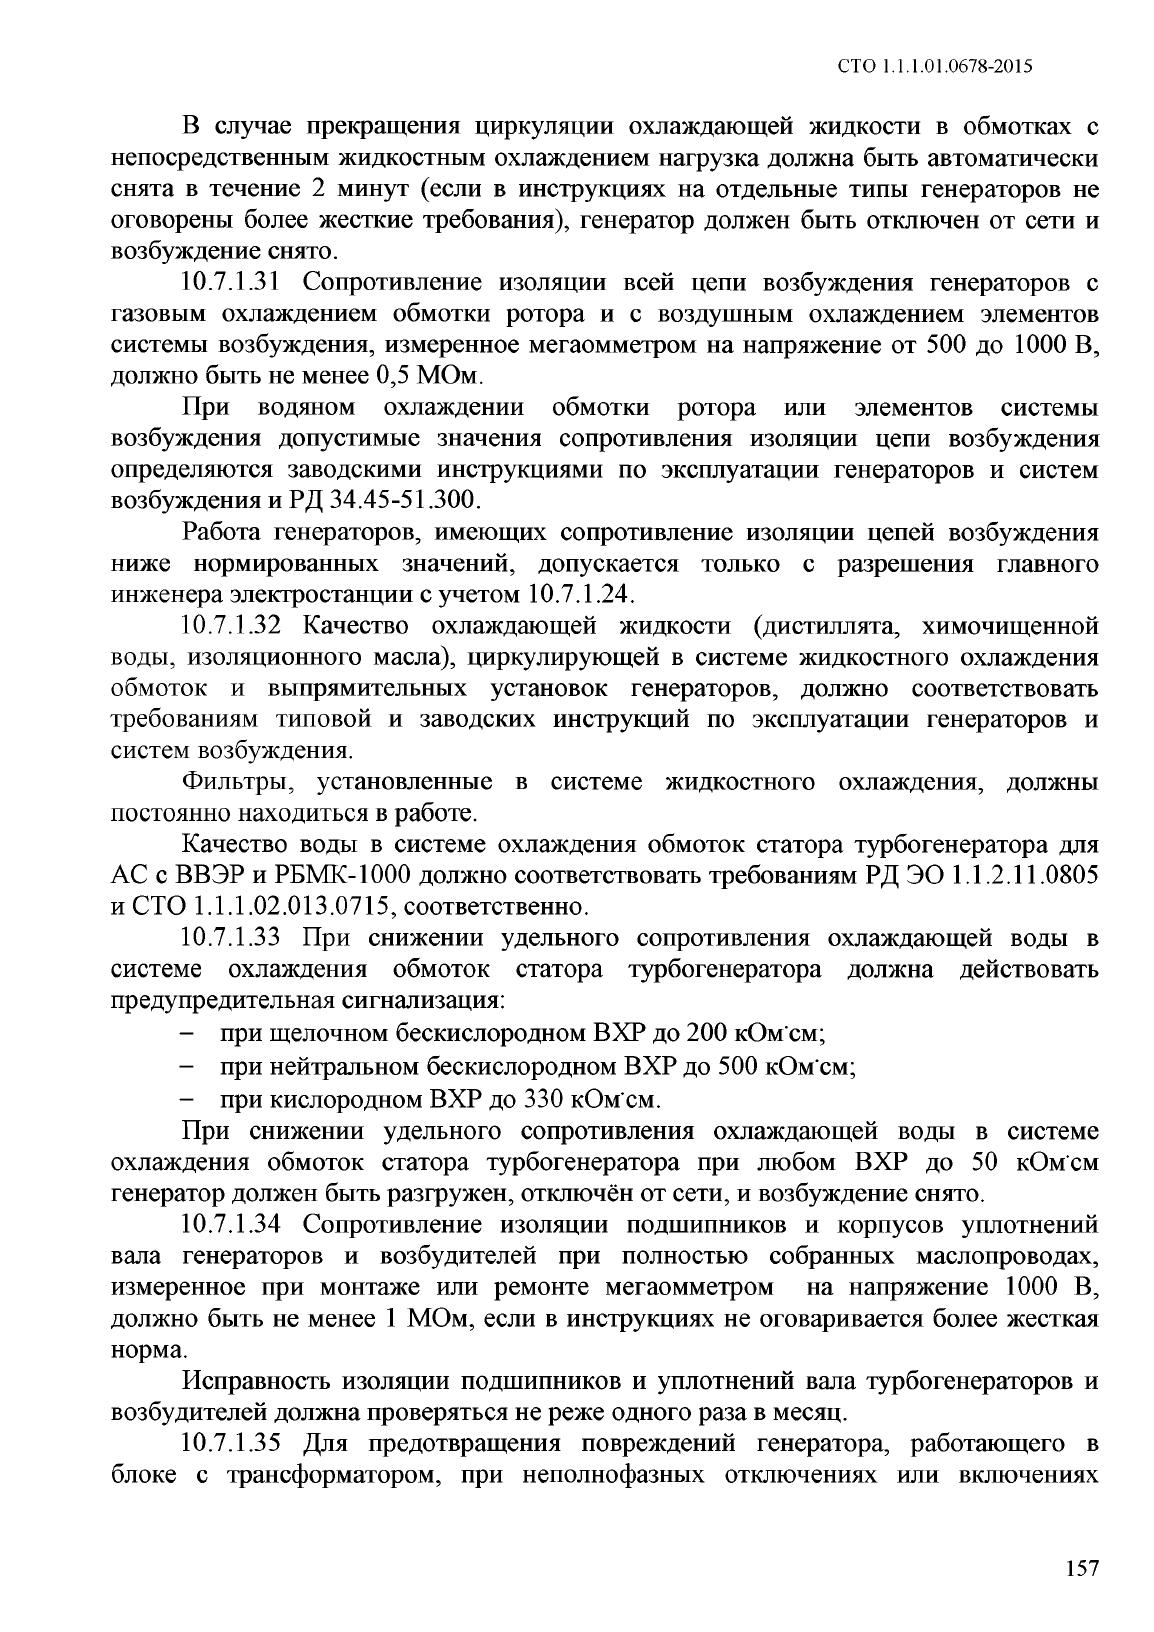 СТО 1.1.1.01.0678-2015
В случае прекращения циркуляции охлаждающей жидкости в обмотках с
непосредственным жидкостным охлаждением нагрузка должна быть автоматически
снята в течение 2 минут (если в инструкциях на отдельные типы генераторов не
оговорены более жесткие требования), генератор должен быть отключен от сети и
возбуждение снято.
10.7.1.31 Сопротивление изоляции всей цепи возбуждения генераторов с
газовым охлаждением обмотки ротора и с воздушным охлаждением элементов
системы возбуждения, измеренное мегаомметром на напряжение от 500 до 1000 В,
должно быть не менее 0,5 МОм.
При водяном охлаждении обмотки ротора или элементов системы
возбуждения допустимые значения сопротивления изоляции цепи возбуждения
определяются заводскими инструкциями по эксплуатации генераторов и систем
возбуждения и РД 34.45-51.300.
Работа генераторов, имеющих сопротивление изоляции цепей возбуждения
ниже нормированных значений, допускается только с разрешения главного
инженера электростанции с учетом 10.7.1.24.
10.7.1.32 Качество охлаждающей жидкости (дистиллята, химочищенной
воды, изоляционного масла), циркулирующей в системе жидкостного охлаждения
обмоток и выпрямительных установок генераторов, должно соответствовать
требованиям типовой и заводских инструкций по эксплуатации генераторов и
систем возбуждения.
Фильтры, установленные в системе жидкостного охлаждения, должны
постоянно находиться в работе.
Качество воды в системе охлаждения обмоток статора турбогенератора для
АС с ВВЭР и РБМК-1000 должно соответствовать требованиям РД ЭО 1.1.2.11.0805
и СТО 1.1.1.02.013.0715, соответственно.
10.7.1.33 При снижении удельного сопротивления охлаждающей воды в
системе охлаждения обмоток статора турбогенератора должна действовать
предупредительная сигнализация:
– при щелочном бескислородном ВХР до 200 кОм·см;
– при нейтральном бескислородном ВХР до 500 кОм·см;
– при кислородном ВХР до 330 кОм·см.
При снижении удельного сопротивления охлаждающей воды в системе
охлаждения обмоток статора турбогенератора при любом ВХР до 50 кОм·см
генератор должен быть разгружен, отключён от сети, и возбуждение снято.
10.7.1.34 Сопротивление изоляции подшипников и корпусов уплотнений
вала генераторов и возбудителей при полностью собранных маслопроводах,
измеренное при монтаже или ремонте мегаомметром на напряжение 1000 В,
должно быть не менее 1 МОм, если в инструкциях не оговаривается более жесткая
норма.
Исправность изоляции подшипников и уплотнений вала турбогенераторов и
возбудителей должна проверяться не реже одного раза в месяц.
10.7.1.35 Для предотвращения повреждений генератора, работающего в
блоке с трансформатором, при неполнофазных отключениях или включениях
157